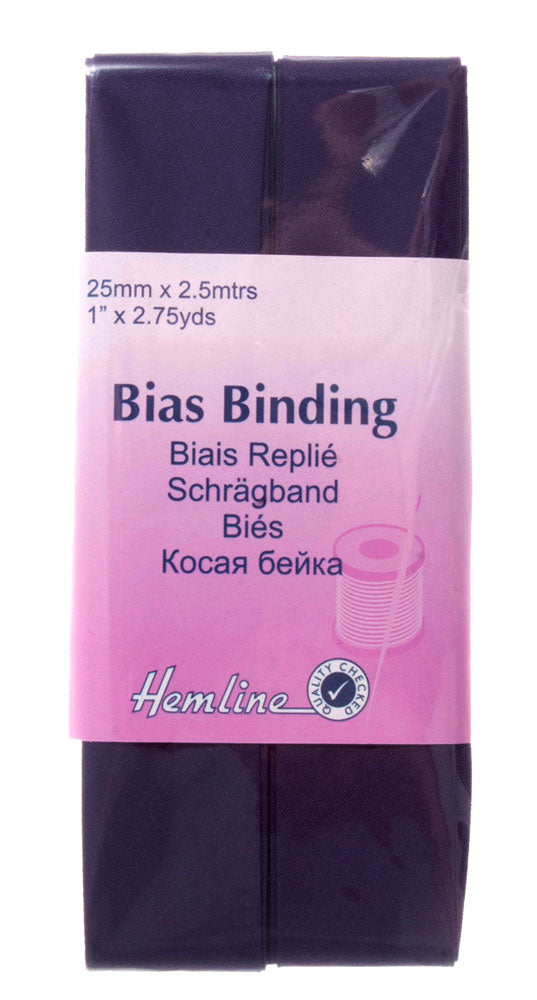 25mm x 2.5mtrs
1” x 2.75yds
Bias Binding
Biais Replié
Schrägband
Biés
Косая бейка
Hemline
QUALITY CHECKED